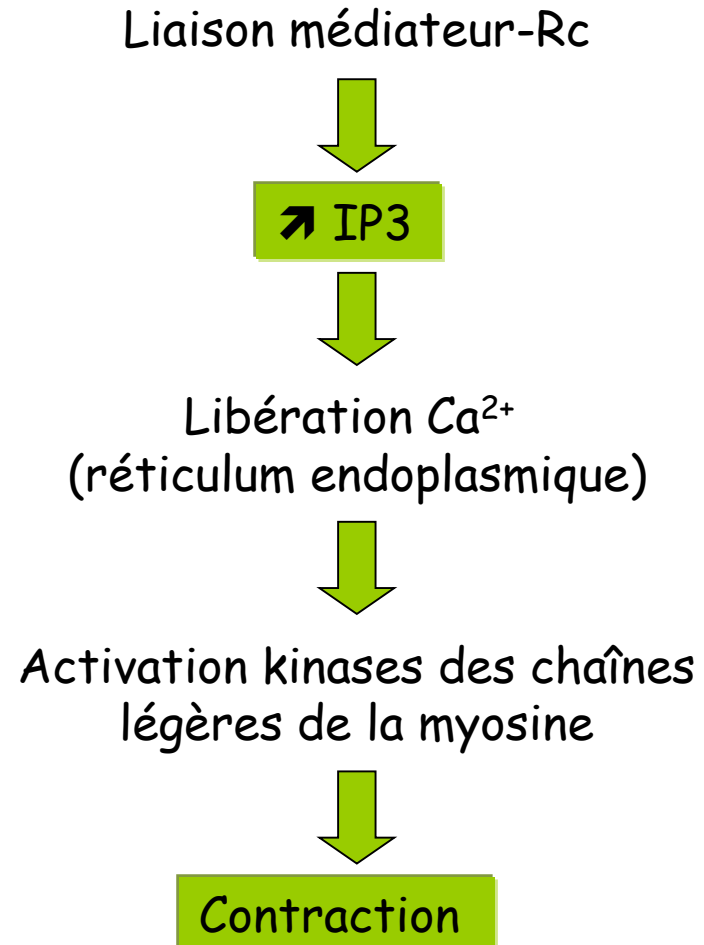 Liaison médiateur-Rc
↗ IP3
Libération Ca²⁺
(réticulum endoplasmique)
Activation kinases des chaînes
légères de la myosine
Contraction